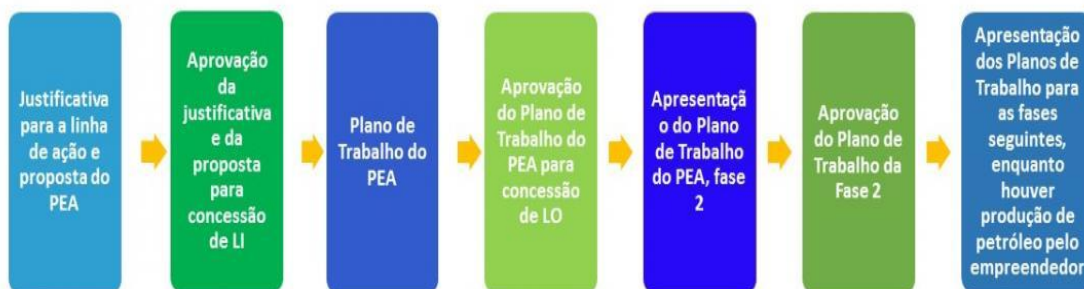 Justificativa
para a linha
de ação e
proposta do
PEA
Aprovação
da
justificativa
e da
proposta
para
concessão
de LI
Plano de
Trabalho do
PEA
Aprovação
do Plano de
Trabalho do
PEA para
concessão
de LO
Apresentaçã
o do Plano
de Trabalho
do PEA, fase
2
Aprovação
do Plano de
Trabalho da
Fase 2
Apresentação
dos Planos de
Trabalho para
as fases
seguintes,
enquanto
houver
produção de
petróleo pelo
empreendedor